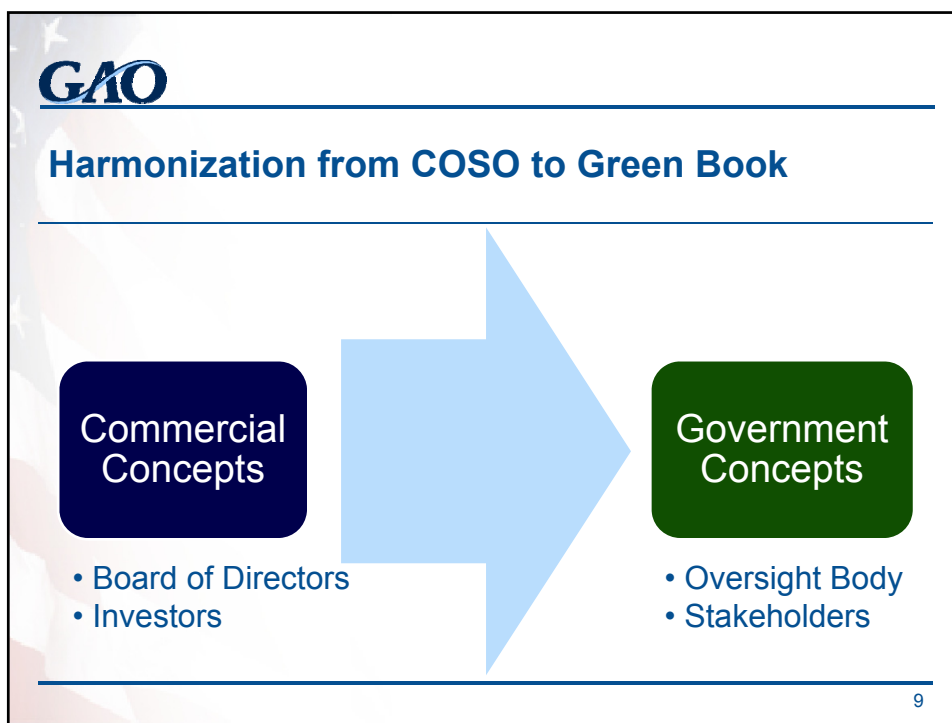 GAO
Harmonization from COSO to Green Book
Commercial
Concepts
• Board of Directors
• Investors
Government
Concepts
• Oversight Body
• Stakeholders
9